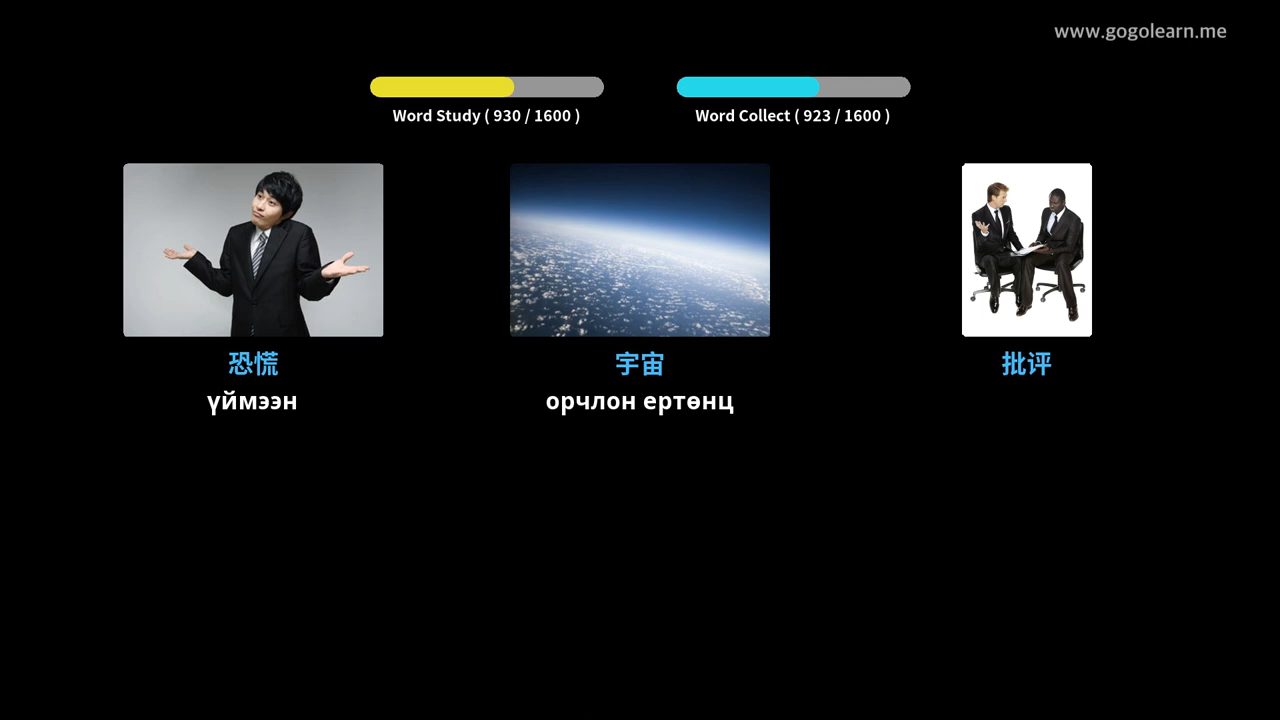 www.gogolearn.me
Word Study ( 930 / 1600 )
Word Collect ( 923 / 1600 )
恐慌
үймээн
宇宙
орчлон ертөнц
批评